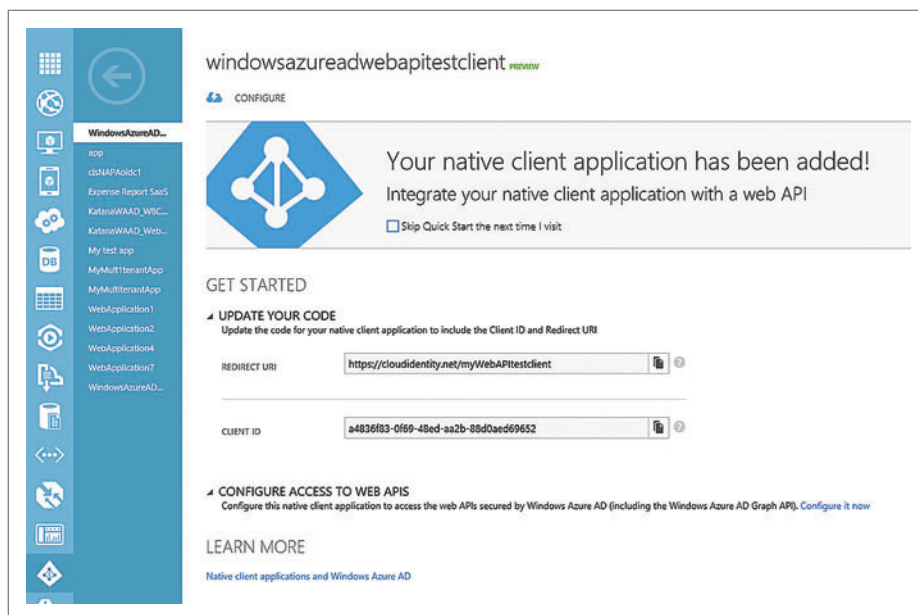 windowsazureadwebapitestclient PREVIEW
CONFIGURE
WindowsAzureAD...
app
cisNAPAoidc1
Expense Report SaaS
KatanaWAAD_WBC...
KatanaWAAD_Web...
My test app
MyMult1tenantApp
MyMultitenantApp
WebApplication1
WebApplication2
WebApplication4
WebApplication7
WindowsAzureAD...
DB
Your native client application has been added!
Integrate your native client application with a web API
Skip Quick Start the next time I visit
GET STARTED
UPDATE YOUR CODE
Update the code for your native client application to include the Client ID and Redirect URI
REDIRECT URI
https://cloudidentity.net/myWebAPItestclient
CLIENT ID
a4836f83-0f69-48ed-aa2b-88d0aed69652
CONFIGURE ACCESS TO WEB APIS
Configure this native client application to access the web APIs secured by Windows Azure AD (including the Windows Azure AD Graph API). Configure it now
LEARN MORE
Native client applications and Windows Azure AD